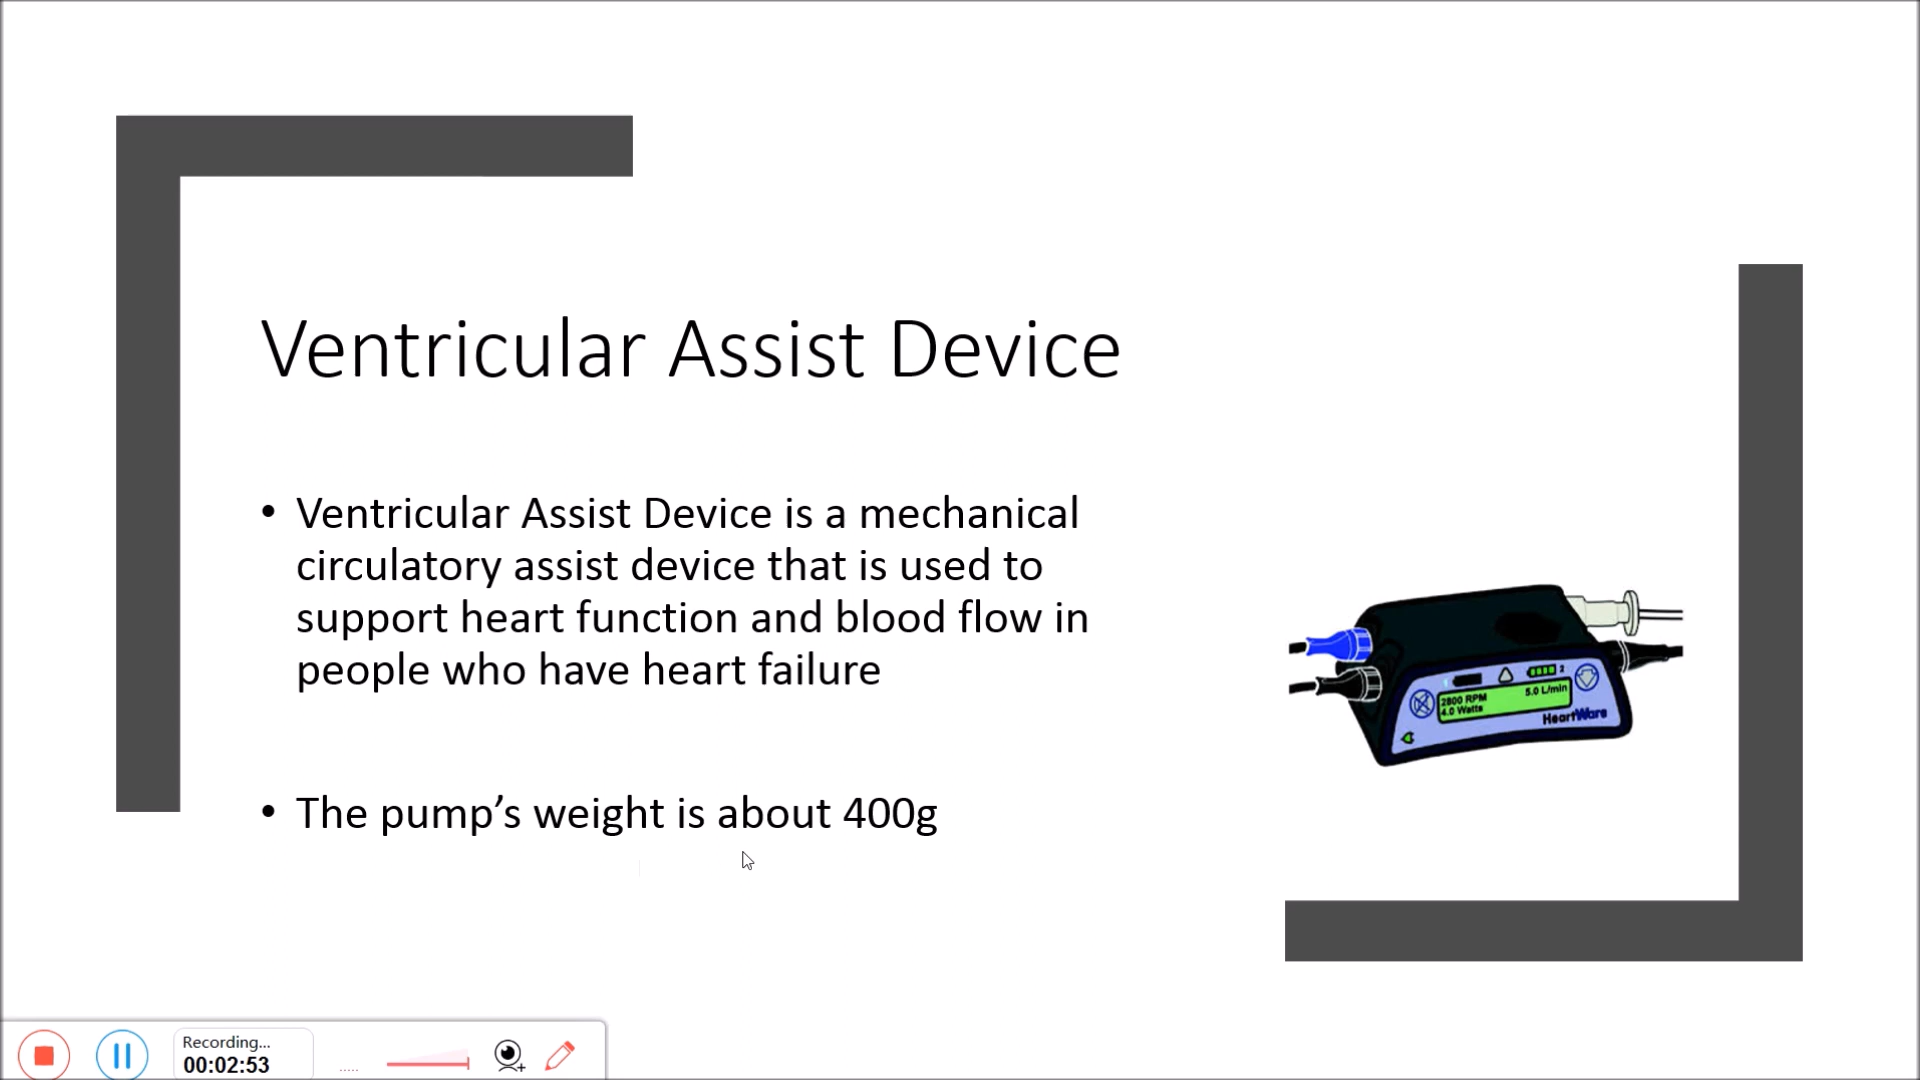 Ventricular Assist Device
• Ventricular Assist Device is a mechanical
circulatory assist device that is used to
support heart function and blood flow in
people who have heart failure
• The pump’s weight is about 400g
1
2
2800 RPM
5.0 L/min
4.0 Watts
HeartWare
Recording...
00:02:53